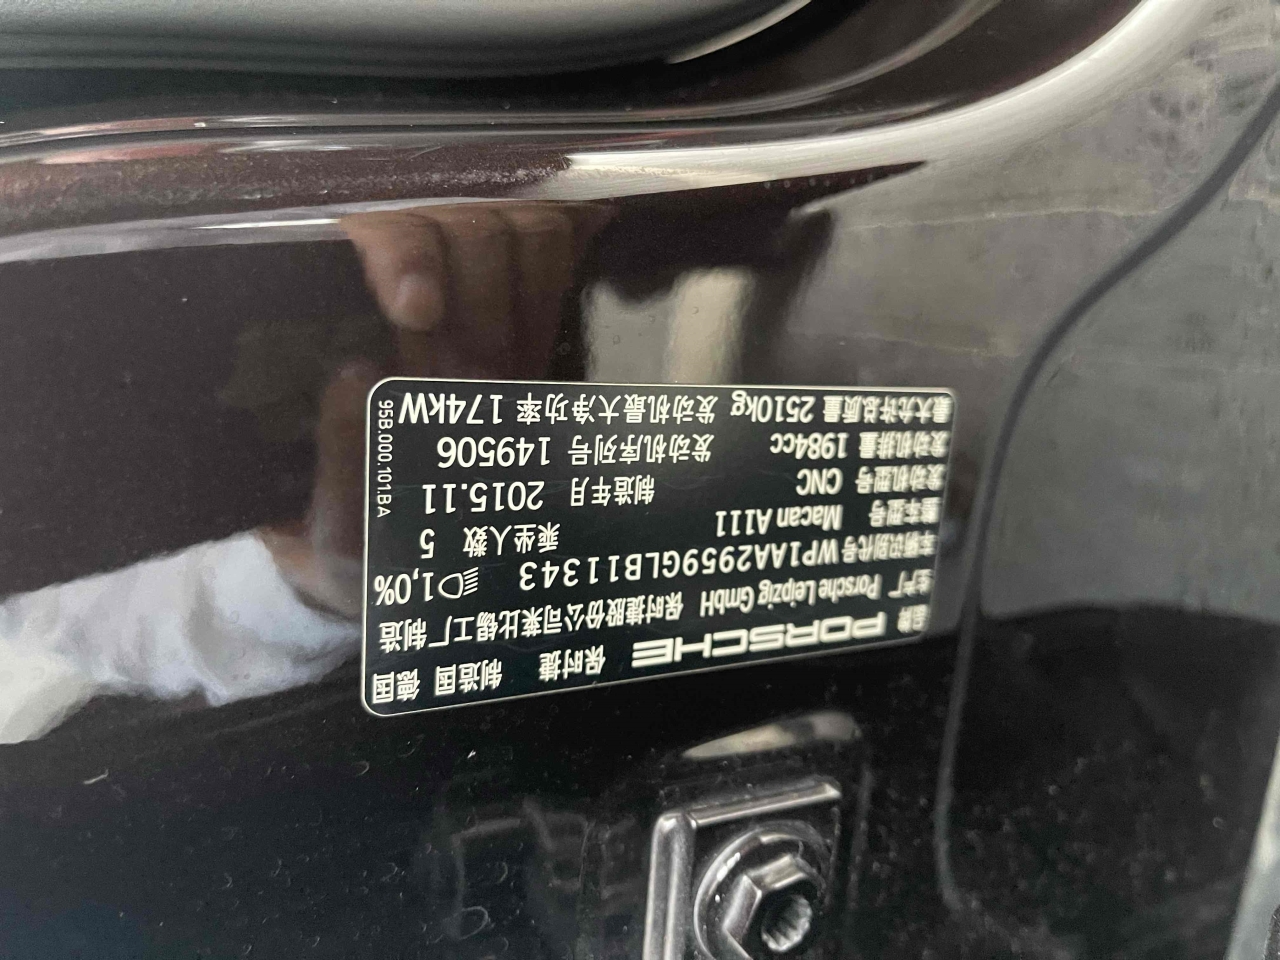 品牌 PORSCHE 保时捷 制造国 德国
生产厂 Porsche Leipzig GmbH 保时捷股份公司莱比锡工厂制造
车辆识别代号 WP1AA2959GLB11343 1,0%
整车型号 Macan A111 乘坐人数 5
发动机型号 CNC 制造年月 2015.11
发动机排量 1984cc 发动机序列号 149506
最大允许总质量 2510kg 发动机最大净功率 174kW
95B.000.101.BA